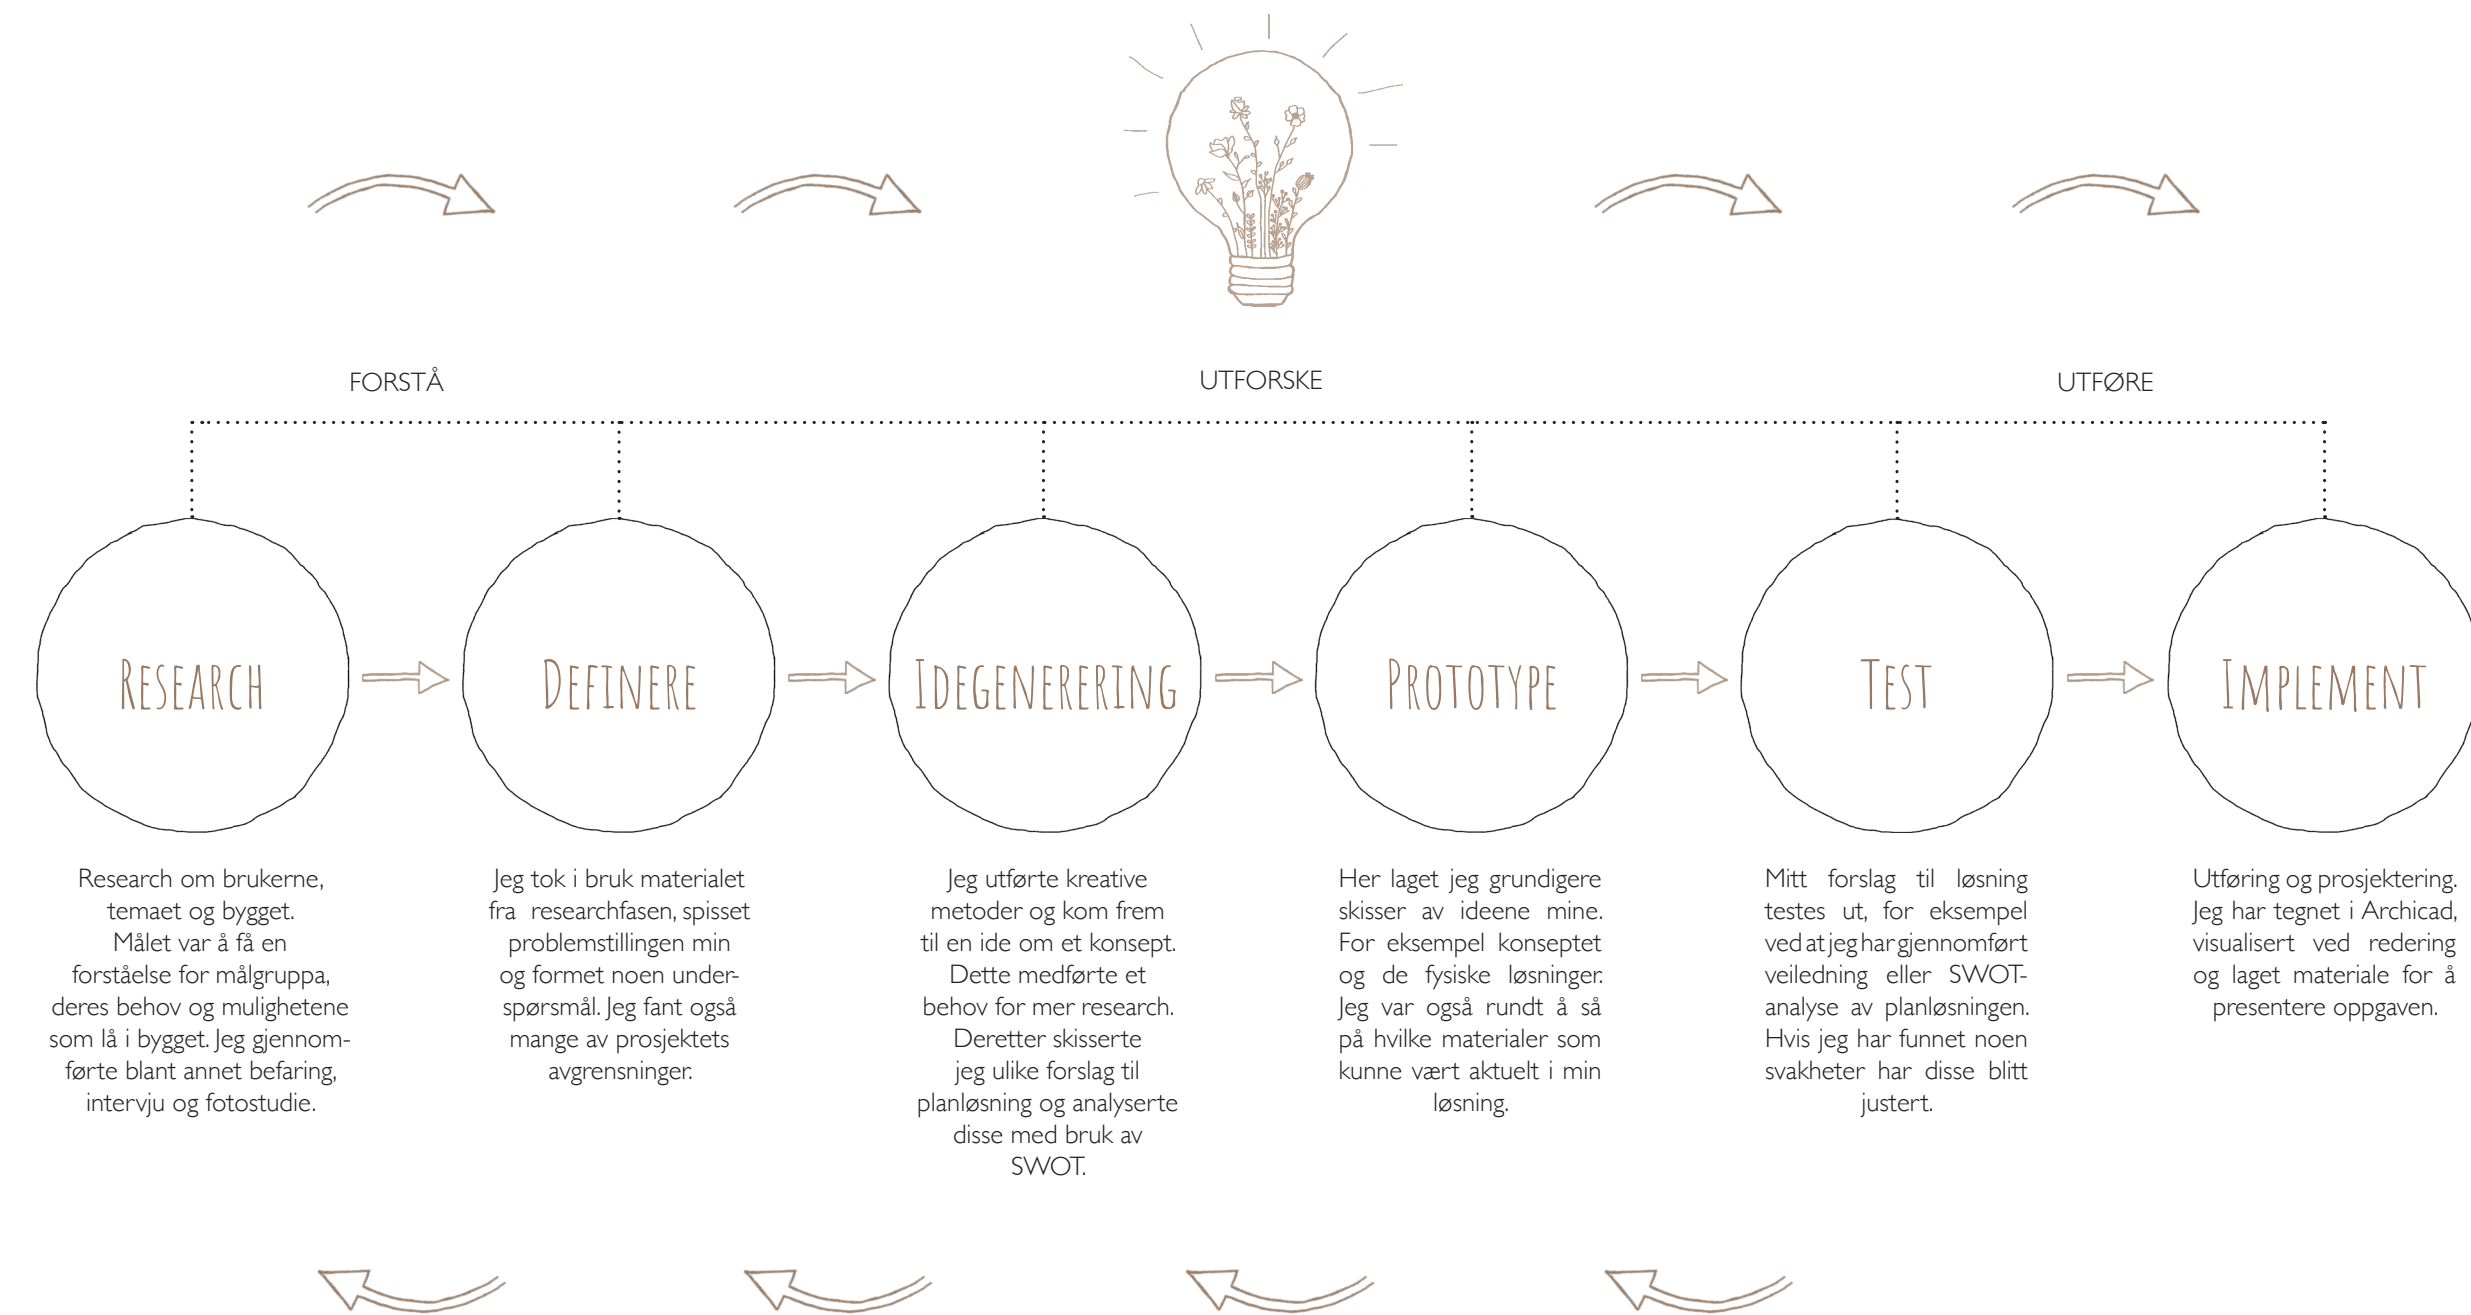 FORSTÅ
UTFORSKE
UTFØRE
RESEARCH
DEFINERE
IDEGENERERING
PROTOTYPE
TEST
IMPLEMENT
Research om brukerne,
temaet og bygget.
Målet var å få en
forståelse for målgruppa,
deres behov og mulighetene
som lå i bygget. Jeg gjennom-
førte blant annet befaring,
intervju og fotostudie.
Jeg tok i bruk materialet
fra researchfasen, spisset
problemstillingen min
og formet noen under-
spørsmål. Jeg fant også
mange av prosjektets
avgrensninger.
Jeg utførte kreative
metoder og kom frem
til en ide om et konsept.
Dette medførte et
behov for mer research.
Deretter skisserte
jeg ulike forslag til
planløsning og analyserte
disse med bruk av
SWOT.
Her laget jeg grundigere
skisser av ideene mine.
For eksempel konseptet
og de fysiske løsninger.
Jeg var også rundt å så
på hvilke materialer som
kunne vært aktuelt i min
løsning.
Mitt forslag til løsning
testes ut, for eksempel
ved at jeg har gjennomført
veiledning eller SWOT-
analyse av planløsningen.
Hvis jeg har funnet noen
svakheter har disse blitt
justert.
Utføring og prosjektering.
Jeg har tegnet i Archicad,
visualisert ved redering
og laget materiale for å
presentere oppgaven.